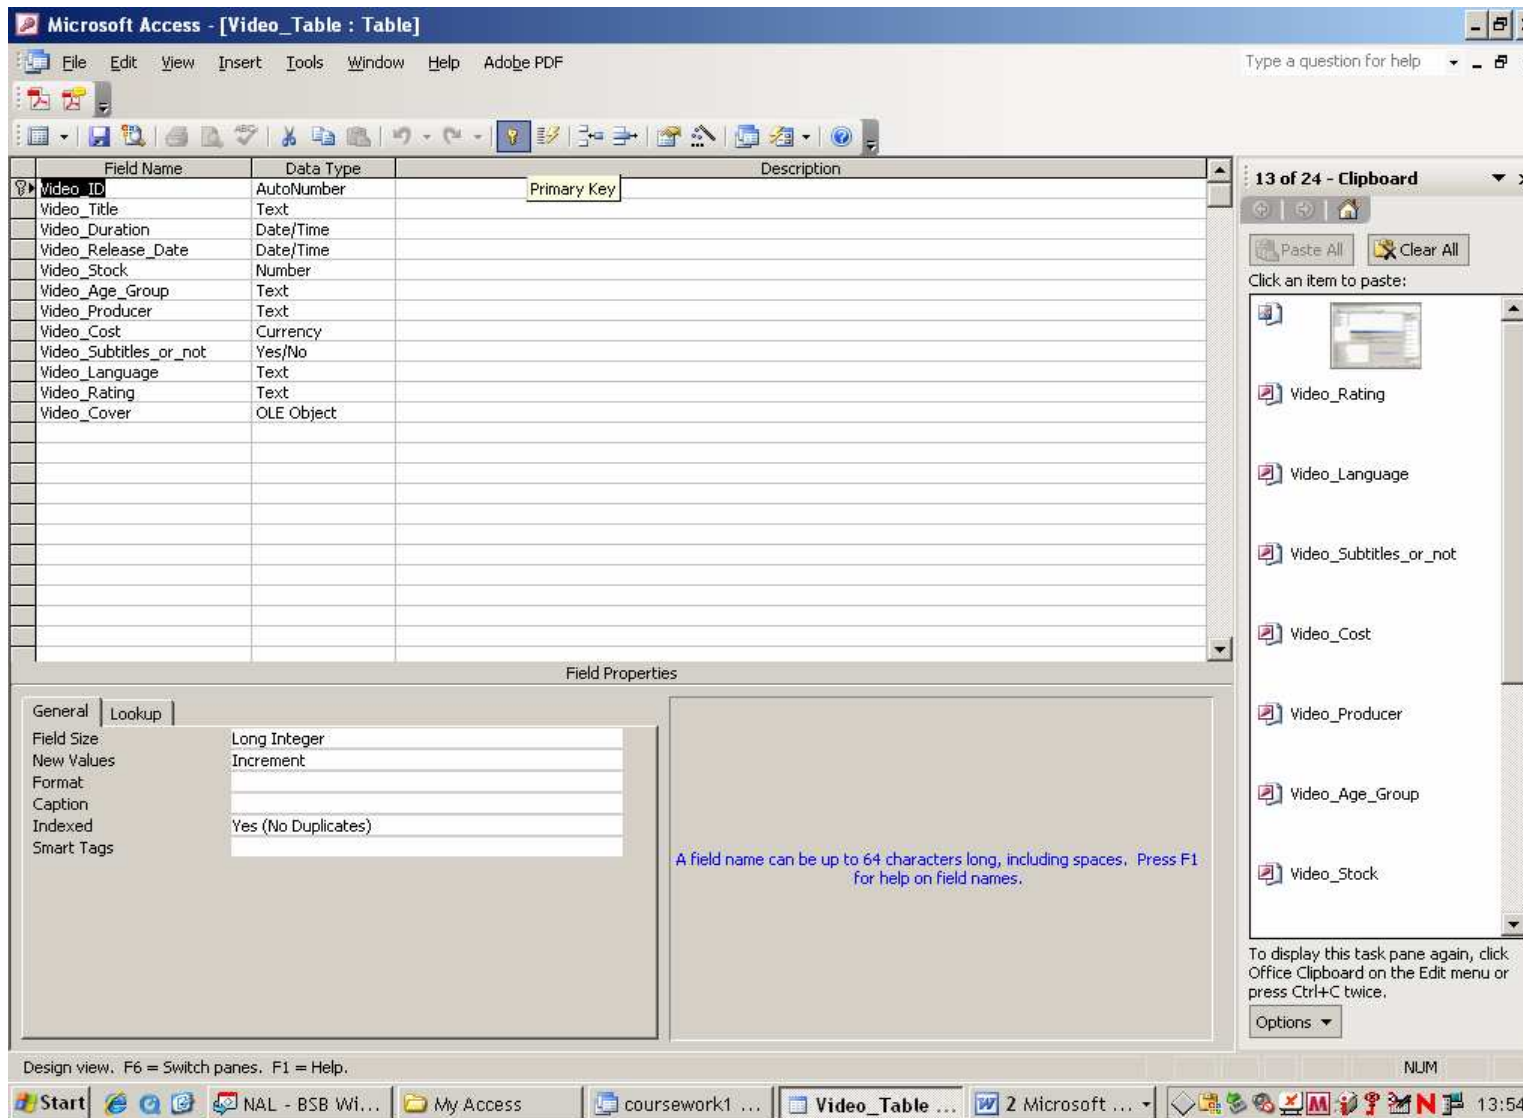 Microsoft Access - [Video_Table : Table]
File Edit View Insert Tools Window Help Adobe PDF
Type a question for help
Field Name Data Type Description
Video_ID AutoNumber
Primary Key
Video_Title Text
Video_Duration Date/Time
Video_Release_Date Date/Time
Video_Stock Number
Video_Age_Group Text
Video_Producer Text
Video_Cost Currency
Video_Subtitles_or_not Yes/No
Video_Language Text
Video_Rating Text
Video_Cover OLE Object
Field Properties
General Lookup
Field Size Long Integer
New Values Increment
Format
Caption
Indexed Yes (No Duplicates)
Smart Tags
A field name can be up to 64 characters long, including spaces. Press F1
for help on field names.
13 of 24 - Clipboard
Paste All Clear All
Click an item to paste:
Video_Rating
Video_Language
Video_Subtitles_or_not
Video_Cost
Video_Producer
Video_Age_Group
Video_Stock
To display this task pane again, click
Office Clipboard on the Edit menu or
press Ctrl+C twice.
Options
Design view. F6 = Switch panes. F1 = Help.
NUM
Start NAL - BSB Wi... My Access coursework1 ... Video_Table ... 2 Microsoft ... 13:54